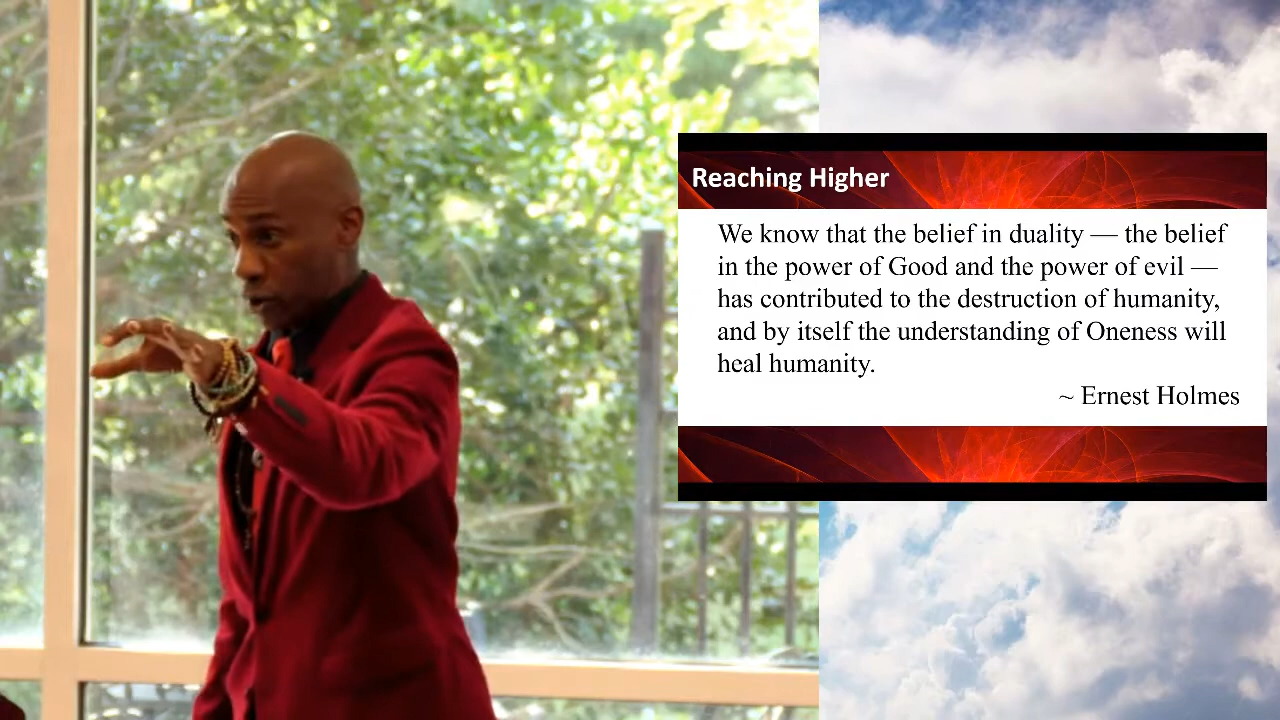 Reaching Higher
We know that the belief in duality — the belief
in the power of Good and the power of evil —
has contributed to the destruction of humanity,
and by itself the understanding of Oneness will
heal humanity.
~ Ernest Holmes